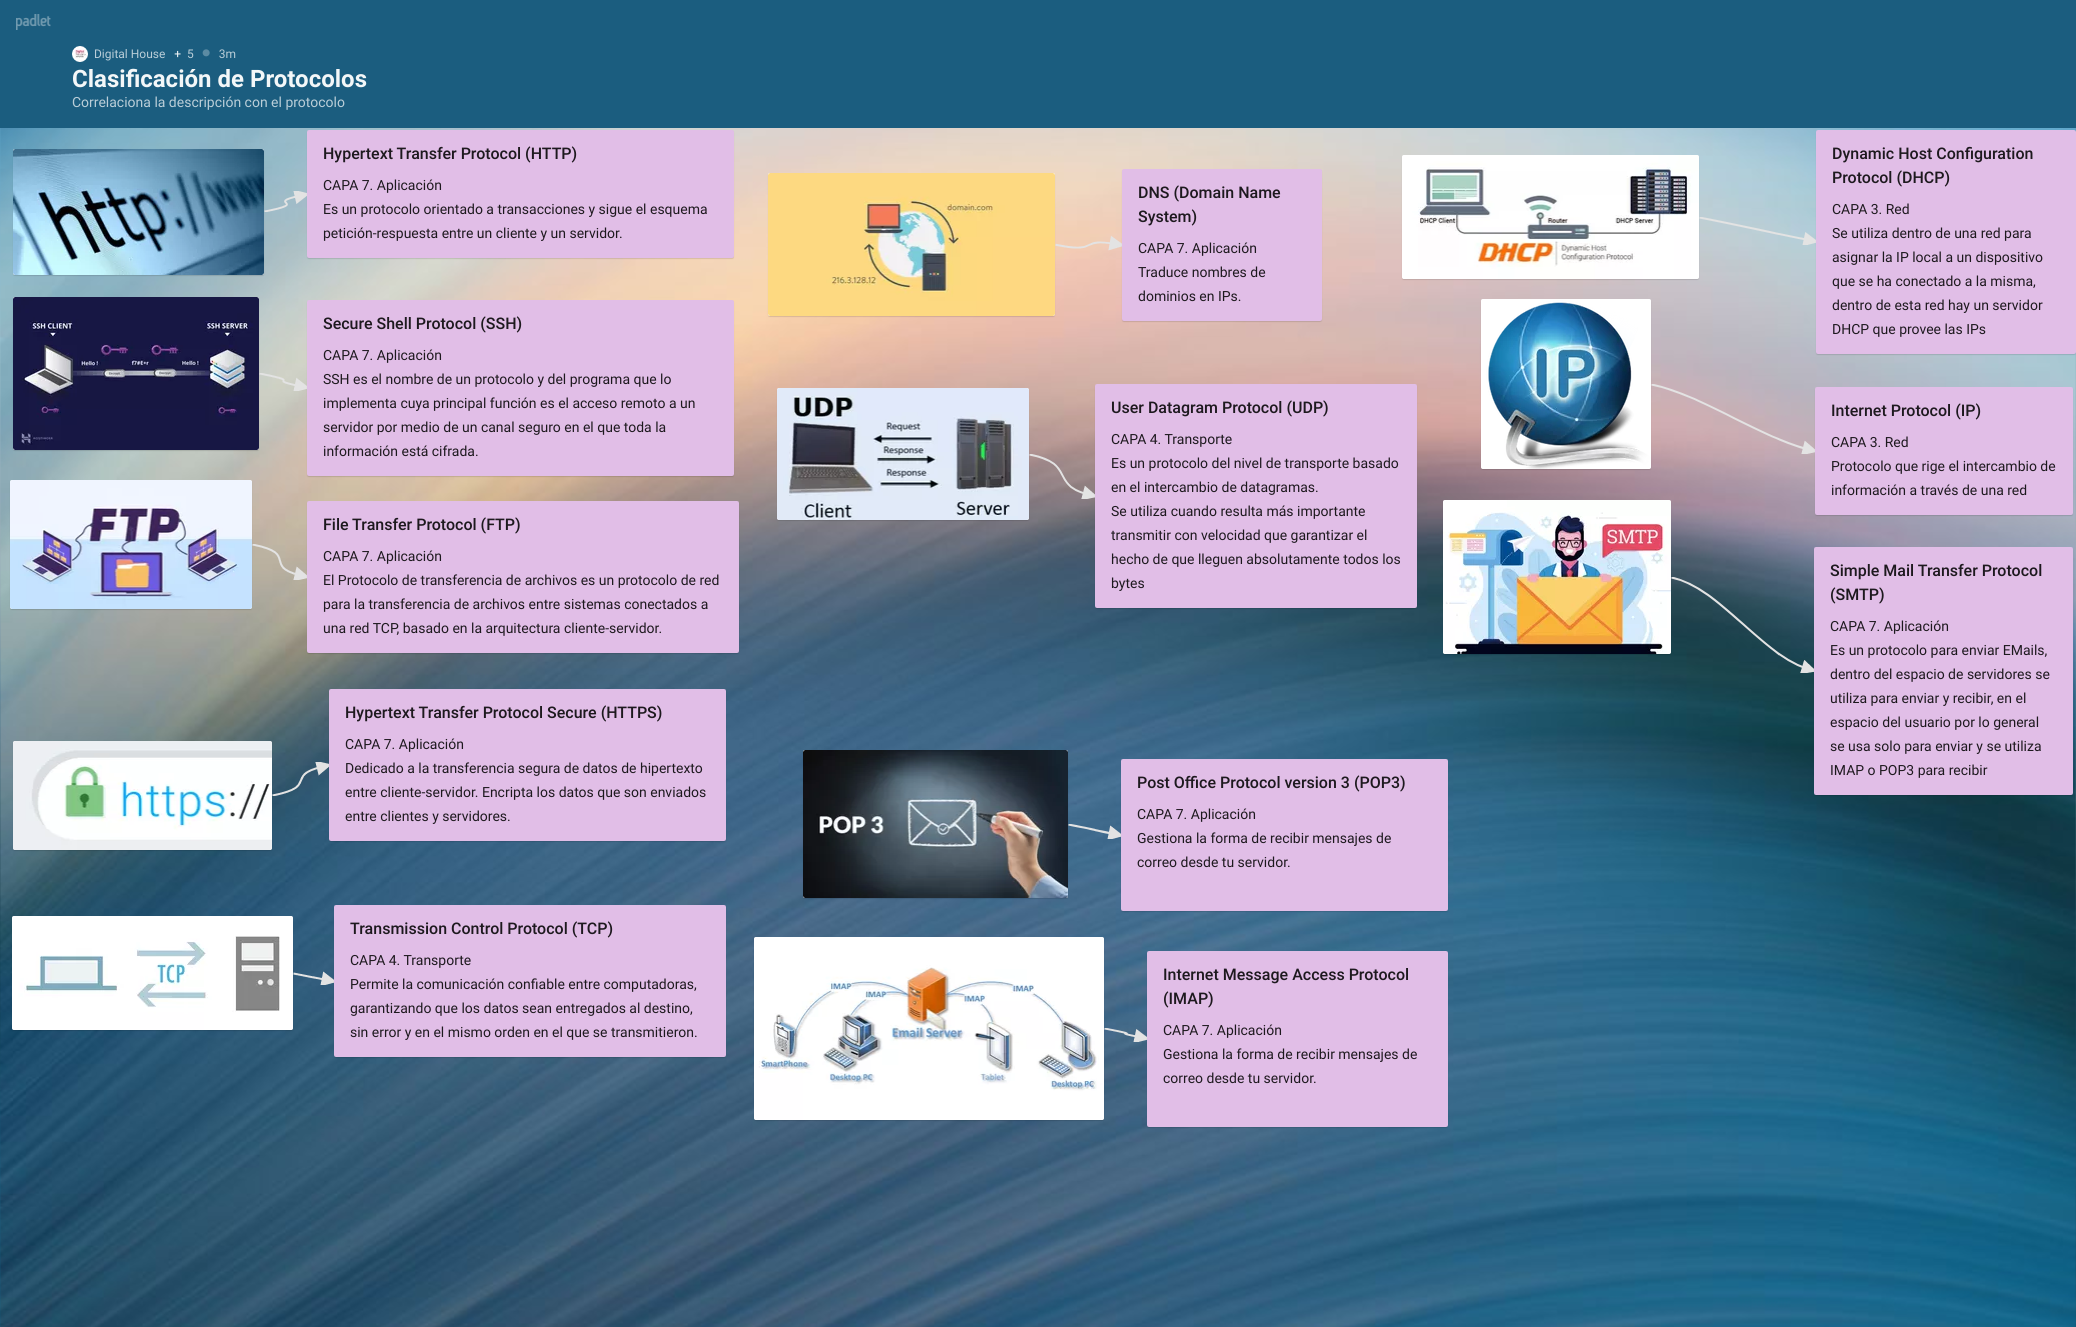 padlet
Digital House + 5 3m
Clasificación de Protocolos
Correlaciona la descripción con el protocolo
http://www
Hypertext Transfer Protocol (HTTP)
CAPA 7. Aplicación
Es un protocolo orientado a transacciones y sigue el esquema
petición-respuesta entre un cliente y un servidor.
SSH CLIENT
SSH SERVER
Hello !
f7#E+r
Hello !
Secure Shell Protocol (SSH)
CAPA 7. Aplicación
SSH es el nombre de un protocolo y del programa que lo
implementa cuya principal función es el acceso remoto a un
servidor por medio de un canal seguro en el que toda la
información está cifrada.
FTP
File Transfer Protocol (FTP)
CAPA 7. Aplicación
El Protocolo de transferencia de archivos es un protocolo de red
para la transferencia de archivos entre sistemas conectados a
una red TCP, basado en la arquitectura cliente-servidor.
https://
Hypertext Transfer Protocol Secure (HTTPS)
CAPA 7. Aplicación
Dedicado a la transferencia segura de datos de hipertexto
entre cliente-servidor. Encripta los datos que son enviados
entre clientes y servidores.
TCP
Transmission Control Protocol (TCP)
CAPA 4. Transporte
Permite la comunicación confiable entre computadoras,
garantizando que los datos sean entregados al destino,
sin error y en el mismo orden en el que se transmitieron.
domain.com
216.3.128.12
DNS (Domain Name
System)
CAPA 7. Aplicación
Traduce nombres de
dominios en IPs.
UDP
Request
Response
Response
Client
Server
User Datagram Protocol (UDP)
CAPA 4. Transporte
Es un protocolo del nivel de transporte basado
en el intercambio de datagramas.
Se utiliza cuando resulta más importante
transmitir con velocidad que garantizar el
hecho de que lleguen absolutamente todos los
bytes
POP 3
Post Office Protocol version 3 (POP3)
CAPA 7. Aplicación
Gestiona la forma de recibir mensajes de
correo desde tu servidor.
IMAP
IMAP
IMAP
IMAP
Email Server
SmartPhone
Desktop PC
Tablet
Desktop PC
Internet Message Access Protocol
(IMAP)
CAPA 7. Aplicación
Gestiona la forma de recibir mensajes de
correo desde tu servidor.
DHCP Client
Router
DHCP Server
DHCP
Dynamic Host
Configuration Protocol
Dynamic Host Configuration
Protocol (DHCP)
CAPA 3. Red
Se utiliza dentro de una red para
asignar la IP local a un dispositivo
que se ha conectado a la misma,
dentro de esta red hay un servidor
DHCP que provee las IPs
IP
Internet Protocol (IP)
CAPA 3. Red
Protocolo que rige el intercambio de
información a través de una red
SMTP
Simple Mail Transfer Protocol
(SMTP)
CAPA 7. Aplicación
Es un protocolo para enviar EMails,
dentro del espacio de servidores se
utiliza para enviar y recibir, en el
espacio del usuario por lo general
se usa solo para enviar y se utiliza
IMAP o POP3 para recibir